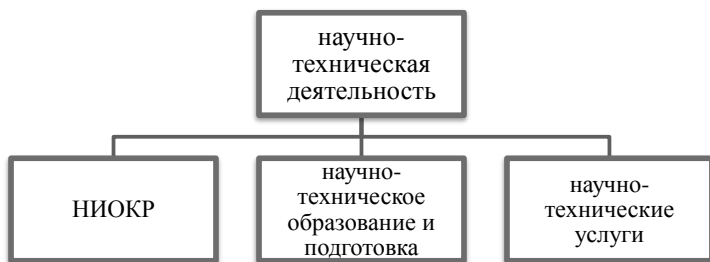 научно-
техническая
деятельность
НИОКР
научно-
техническое
образование и
подготовка
научно-
технические
услуги